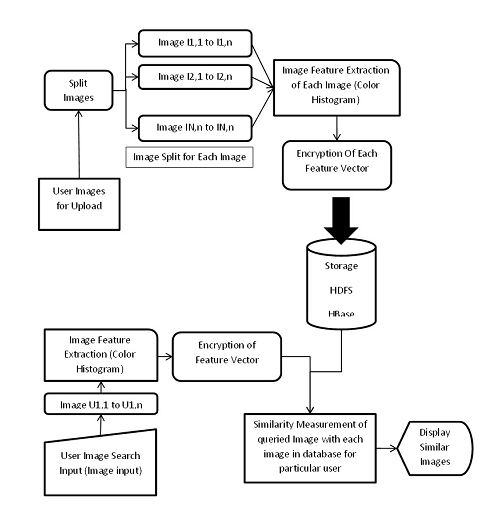 Image I1,1 to I1,n
Split
Images
Image I2,1 to I2,n
Image IN,n to IN,n
Image Split for Each Image
Image Feature Extraction
of Each Image (Color
Histogram)
Encryption Of Each
Feature Vector
User Images
for Upload
Storage
HDFS
HBase
Image Feature
Extraction (Color
Histogram)
Encryption of
Feature Vector
Image U1,1 to U1,n
User Image Search
Input (Image input)
Similarity Measurement of
queried Image with each
image in database for
particular user
Display
Similar
Images